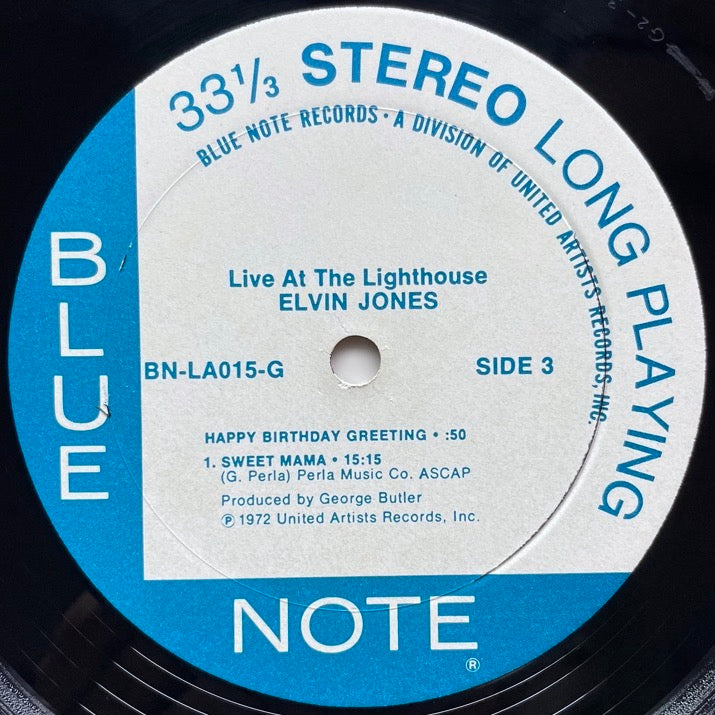 33⅓ STEREO LONG PLAYING
BLUE NOTE RECORDS • A DIVISION OF UNITED ARTISTS RECORDS, INC.
BLUE
Live At The Lighthouse
ELVIN JONES
BN-LA015-G
SIDE 3
HAPPY BIRTHDAY GREETING • :50
1. SWEET MAMA • 15:15
(G. Perla) Perla Music Co. ASCAP
Produced by George Butler
℗ 1972 United Artists Records, Inc.
NOTE
®